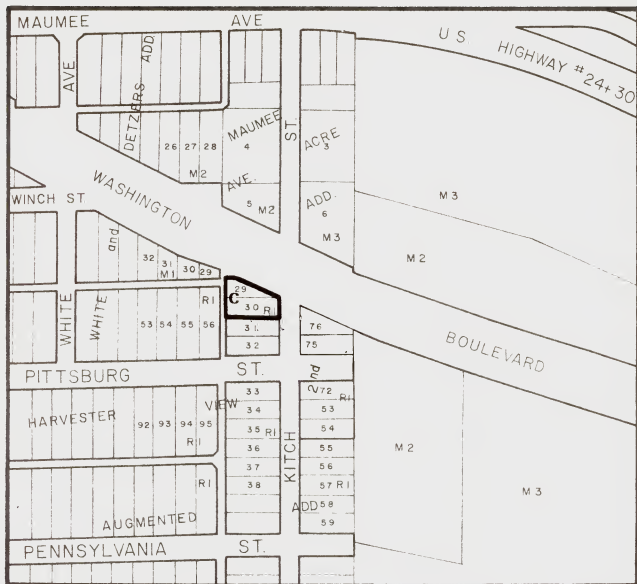 MAUMEE AVE
U S HIGHWAY #24+30
AVE
DETZERS ADD
ST.
MAUMEE AVE.
4
ACRE
3
26 27 28
M2
M3
WASHINGTON
5
M2
ADD.
6
M3
WINCH ST
M2
and
32
31
30
29
M1
29
C
30
R1
R1
WHITE
WHITE
53 54 55 56
31
32
76
75
BOULEVARD
PITTSBURG ST.
2nd
VIEW
33
72
R1
HARVESTER
34
53
92 93 94 95
R1
35
R1
54
36
KITCH
55
M2
37
56
R1
38
57
R1
M3
AUGMENTED
ADD
58
59
PENNSYLVANIA ST.